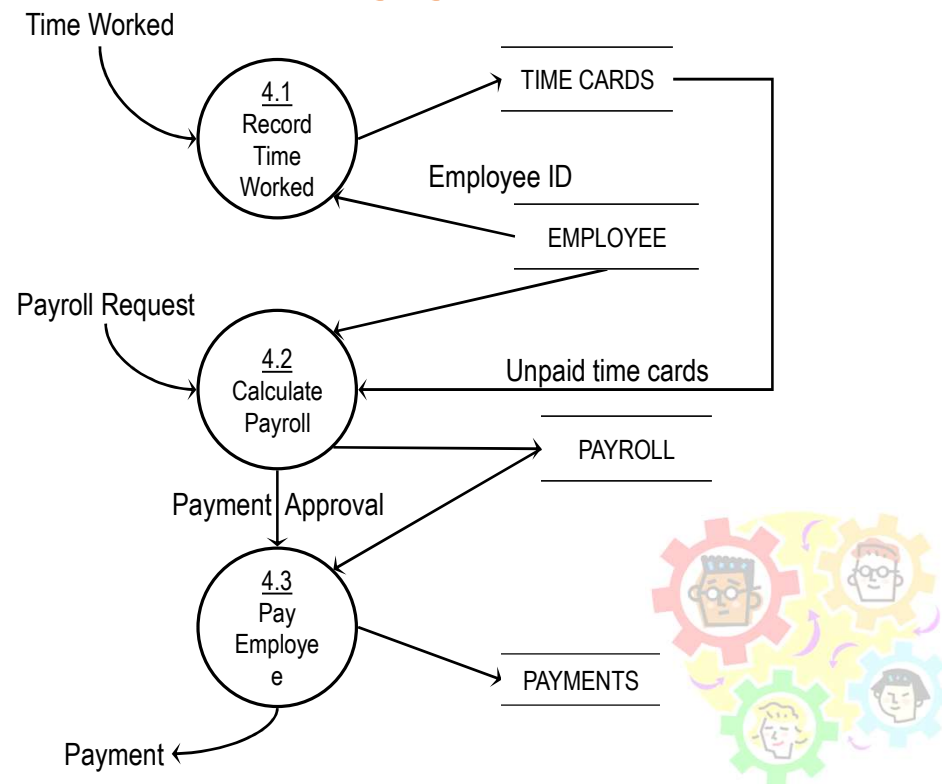 Time Worked
4.1
Record
Time
Worked
TIME CARDS
Employee ID
EMPLOYEE
Payroll Request
4.2
Calculate
Payroll
Unpaid time cards
PAYROLL
Payment Approval
4.3
Pay
Employe
e
PAYMENTS
Payment